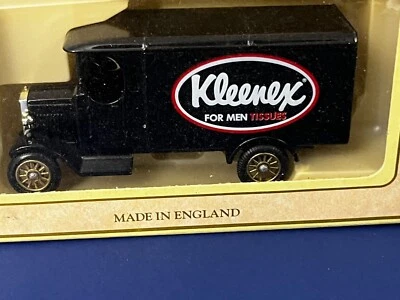 Kleenex
FOR MEN TISSUES
MADE IN ENGLAND